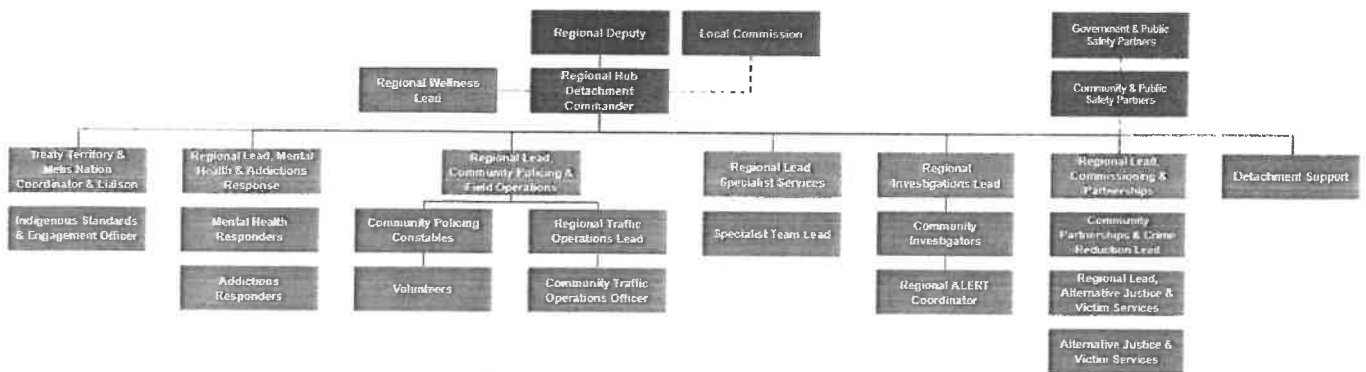 Regional Deputy
Local Commission
Government & Public
Safety Partners
Regional Wellness
Lead
Regional Hub
Detachment
Commander
Community & Public
Safety Partners
Treaty Territory &
Metis Nation
Coordinator & Liaison
Regional Lead, Mental
Health & Addictions
Response
Regional Lead,
Community Policing &
Field Operations
Regional Lead
Specialist Services
Regional
Investigations Lead
Regional Lead,
Commissioning &
Partnerships
Detachment Support
Indigenous Standards
& Engagement Officer
Mental Health
Responders
Community Policing
Constables
Regional Traffic
Operations Lead
Specialist Team Lead
Community
Investigators
Community
Partnerships & Crime
Reduction Lead
Addictions
Responders
Volunteers
Community Traffic
Operations Officer
Regional ALERT
Coordinator
Regional Lead,
Alternative Justice &
Victim Services
Alternative Justice &
Victim Services